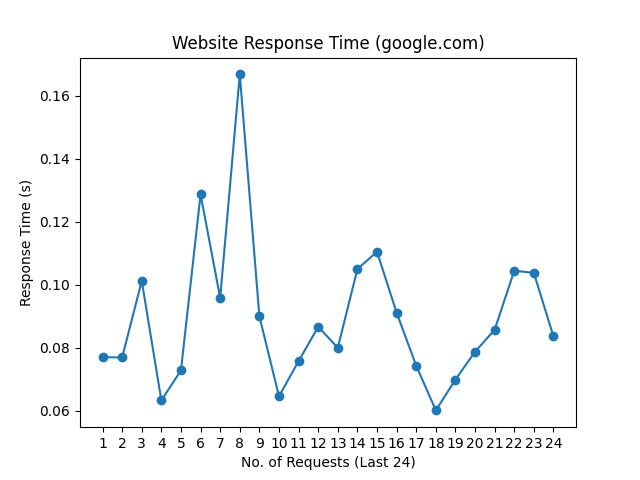 Website Response Time (google.com)
0.16
0.14
0.12
0.10
0.08
0.06
Response Time (s)
1 2 3 4 5 6 7 8 9 10 11 12 13 14 15 16 17 18 19 20 21 22 23 24
No. of Requests (Last 24)